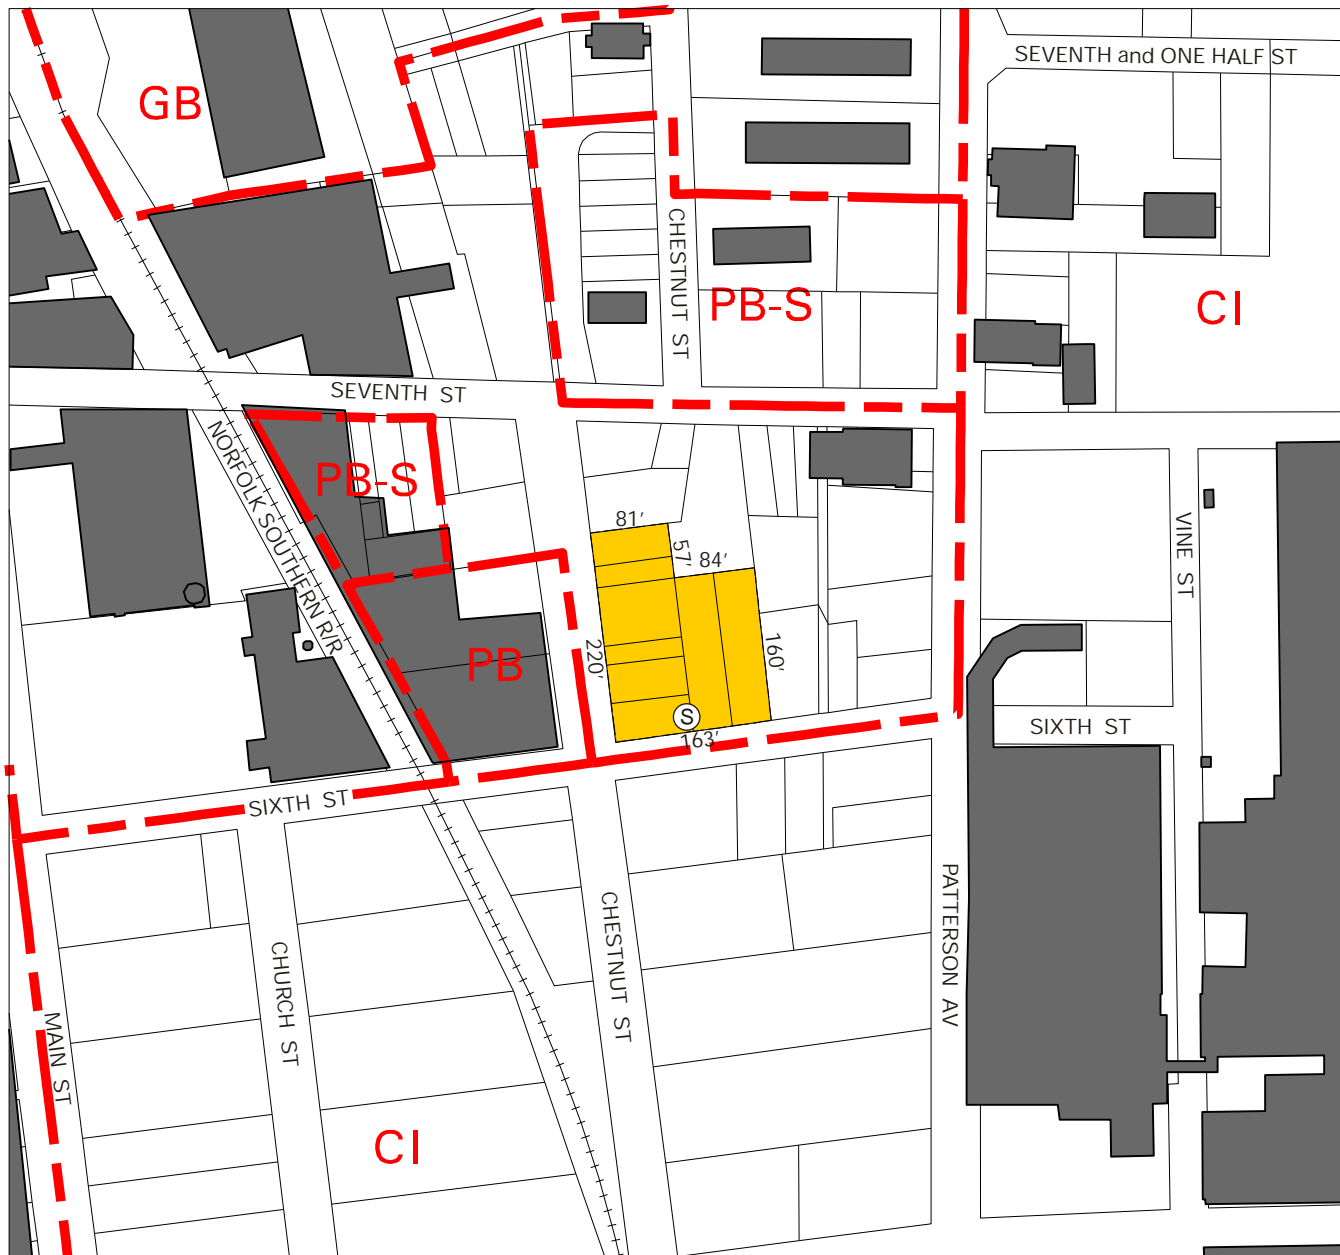 SEVENTH and ONE HALF ST
GB
CHESTNUT ST
PB-S
CI
SEVENTH ST
NORFOLK SOUTHERN R/R
PB-S
81'
57'
84'
VINE ST
220'
160'
PB
S
163'
SIXTH ST
SIXTH ST
PATTERSON AV
CHESTNUT ST
CHURCH ST
MAIN ST
CI